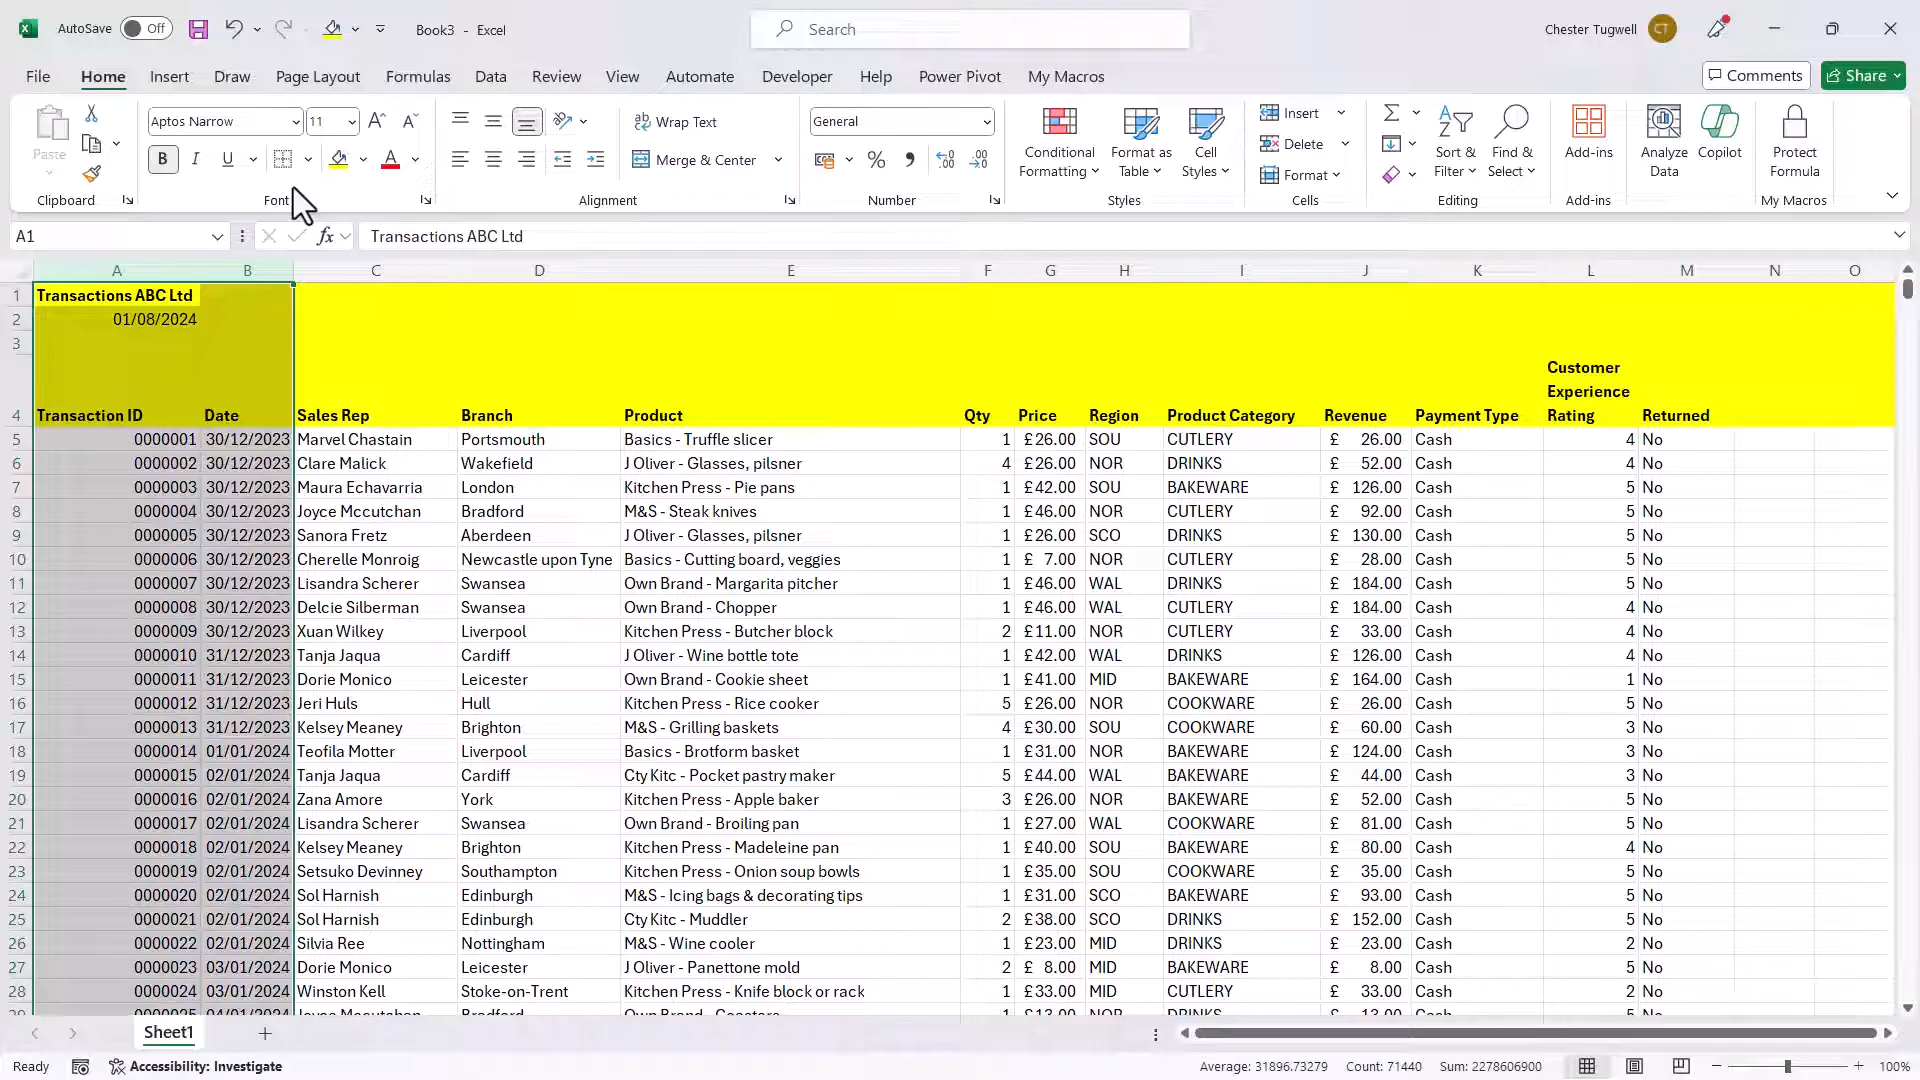 AutoSave Off Book3 - Excel Search Chester Tugwell CT
File Home Insert Draw Page Layout Formulas Data Review View Automate Developer Help Power Pivot My Macros Comments Share
Paste
Clipboard
Aptos Narrow 11
B I U A
Font
Wrap Text
Merge & Center
Alignment
General
%
Number
Conditional Formatting
Format as Table
Cell Styles
Styles
Insert
Delete
Format
Cells
Sort & Filter
Find & Select
Editing
Add-ins
Add-ins
Analyze Data
Copilot
Protect Formula
My Macros
A1 fx Transactions ABC Ltd
A B C D E F G H I J K L M N O
1 Transactions ABC Ltd
2 01/08/2024
3
4 Transaction ID Date Sales Rep Branch Product Qty Price Region Product Category Revenue Payment Type Customer Experience Rating Returned
5 0000001 30/12/2023 Marvel Chastain Portsmouth Basics - Truffle slicer 1 £26.00 SOU CUTLERY £ 26.00 Cash 4 No
6 0000002 30/12/2023 Clare Malick Wakefield J Oliver - Glasses, pilsner 4 £26.00 NOR DRINKS £ 52.00 Cash 4 No
7 0000003 30/12/2023 Maura Echavarria London Kitchen Press - Pie pans 1 £42.00 SOU BAKEWARE £ 126.00 Cash 5 No
8 0000004 30/12/2023 Joyce Mccutchan Bradford M&S - Steak knives 1 £46.00 NOR CUTLERY £ 92.00 Cash 5 No
9 0000005 30/12/2023 Sanora Fretz Aberdeen J Oliver - Glasses, pilsner 1 £26.00 SCO DRINKS £ 130.00 Cash 5 No
10 0000006 30/12/2023 Cherelle Monroig Newcastle upon Tyne Basics - Cutting board, veggies 1 £ 7.00 NOR CUTLERY £ 28.00 Cash 5 No
11 0000007 30/12/2023 Lisandra Scherer Swansea Own Brand - Margarita pitcher 1 £46.00 WAL DRINKS £ 184.00 Cash 5 No
12 0000008 30/12/2023 Delcie Silberman Swansea Own Brand - Chopper 1 £46.00 WAL CUTLERY £ 184.00 Cash 4 No
13 0000009 30/12/2023 Xuan Wilkey Liverpool Kitchen Press - Butcher block 2 £11.00 NOR CUTLERY £ 33.00 Cash 4 No
14 0000010 31/12/2023 Tanja Jaqua Cardiff J Oliver - Wine bottle tote 1 £42.00 WAL DRINKS £ 126.00 Cash 4 No
15 0000011 31/12/2023 Dorie Monico Leicester Own Brand - Cookie sheet 1 £41.00 MID BAKEWARE £ 164.00 Cash 1 No
16 0000012 31/12/2023 Jeri Huls Hull Kitchen Press - Rice cooker 5 £26.00 NOR COOKWARE £ 26.00 Cash 5 No
17 0000013 31/12/2023 Kelsey Meaney Brighton M&S - Grilling baskets 4 £30.00 SOU COOKWARE £ 60.00 Cash 3 No
18 0000014 01/01/2024 Teofila Motter Liverpool Basics - Brotform basket 1 £31.00 NOR BAKEWARE £ 124.00 Cash 3 No
19 0000015 02/01/2024 Tanja Jaqua Cardiff Cty Kitc - Pocket pastry maker 5 £44.00 WAL BAKEWARE £ 44.00 Cash 3 No
20 0000016 02/01/2024 Zana Amore York Kitchen Press - Apple baker 3 £26.00 NOR BAKEWARE £ 52.00 Cash 5 No
21 0000017 02/01/2024 Lisandra Scherer Swansea Own Brand - Broiling pan 1 £27.00 WAL COOKWARE £ 81.00 Cash 5 No
22 0000018 02/01/2024 Kelsey Meaney Brighton Kitchen Press - Madeleine pan 1 £40.00 SOU BAKEWARE £ 80.00 Cash 4 No
23 0000019 02/01/2024 Setsuko Devinney Southampton Kitchen Press - Onion soup bowls 1 £35.00 SOU COOKWARE £ 35.00 Cash 5 No
24 0000020 02/01/2024 Sol Harnish Edinburgh M&S - Icing bags & decorating tips 1 £31.00 SCO BAKEWARE £ 93.00 Cash 5 No
25 0000021 02/01/2024 Sol Harnish Edinburgh Cty Kitc - Muddler 2 £38.00 SCO DRINKS £ 152.00 Cash 5 No
26 0000022 02/01/2024 Silvia Ree Nottingham M&S - Wine cooler 1 £23.00 MID DRINKS £ 23.00 Cash 2 No
27 0000023 03/01/2024 Dorie Monico Leicester J Oliver - Panettone mold 2 £ 8.00 MID BAKEWARE £ 8.00 Cash 5 No
28 0000024 03/01/2024 Winston Kell Stoke-on-Trent Kitchen Press - Knife block or rack 1 £33.00 MID CUTLERY £ 33.00 Cash 2 No
Sheet1
Ready Accessibility: Investigate Average: 31896.73279 Count: 71440 Sum: 2278606900 100%